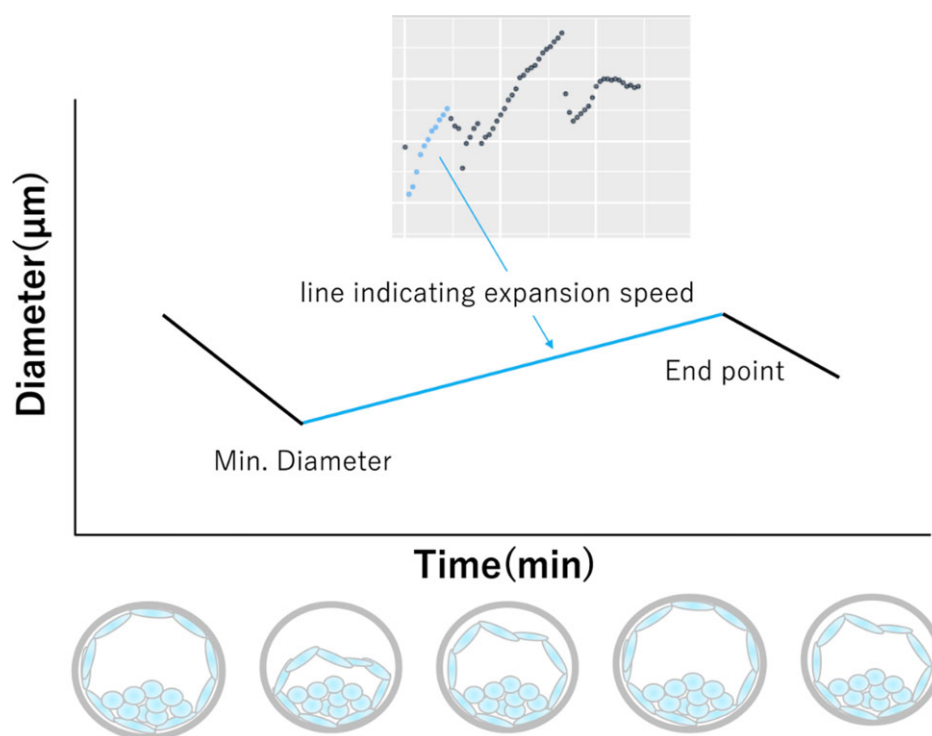 Diameter(μm)
line indicating expansion speed
End point
Min. Diameter
Time(min)